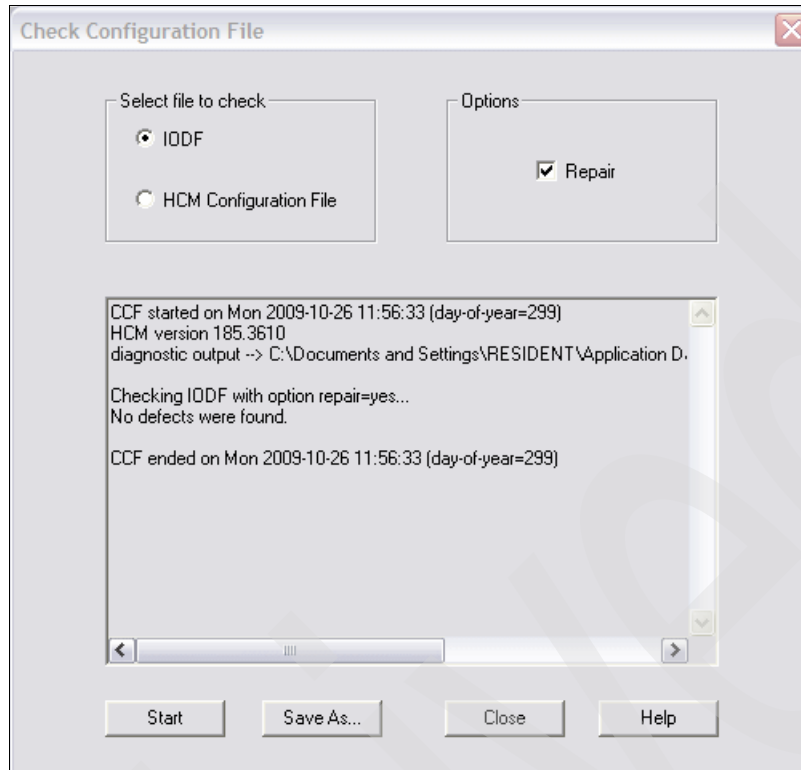 Check Configuration File
Select file to check
IODF
HCM Configuration File
Options
Repair
CCF started on Mon 2009-10-26 11:56:33 (day-of-year=299)
HCM version 185.3610
diagnostic output --> C:\Documents and Settings\RESIDENT\Application D
Checking IODF with option repair=yes...
No defects were found.
CCF ended on Mon 2009-10-26 11:56:33 (day-of-year=299)
Start
Save As...
Close
Help